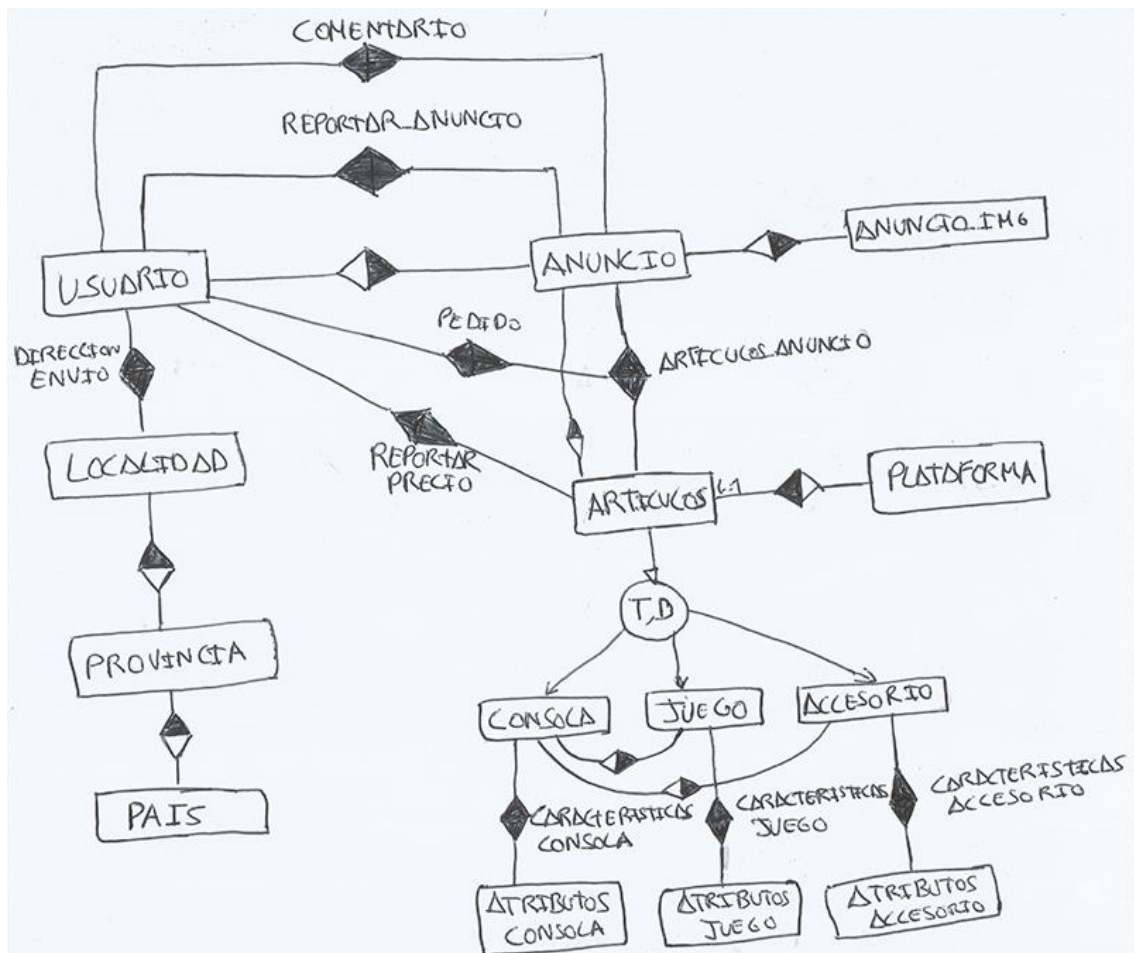 COMENTARIO
REPORTAR_ANUNCIO
ANUNCIO_IMG
USUARIO
ANUNCIO
PEDIDO
DIRECCION
ENVIO
ARTICULOS_ANUNCIO
LOCALIDAD
REPORTAR
PRECIO
ARTICULOS
1:1
PLATAFORMA
T,D
PROVINCIA
CONSOLA
JUEGO
ACCESORIO
PAIS
CARACTERISTICAS
CONSOLA
CARACTERISTICAS
JUEGO
CARACTERISTICAS
ACCESORIO
ATRIBUTOS
CONSOLA
ATRIBUTOS
JUEGO
ATRIBUTOS
ACCESORIO